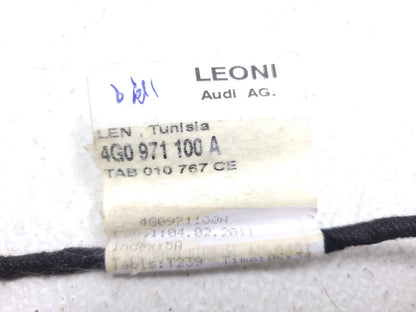 LEONI
Audi AG.
LEN , Tunisia
4G0 971 100 A
TAB 010 767 CE
4G0971100A
:04.02.2011
Index:5A
Table:T239